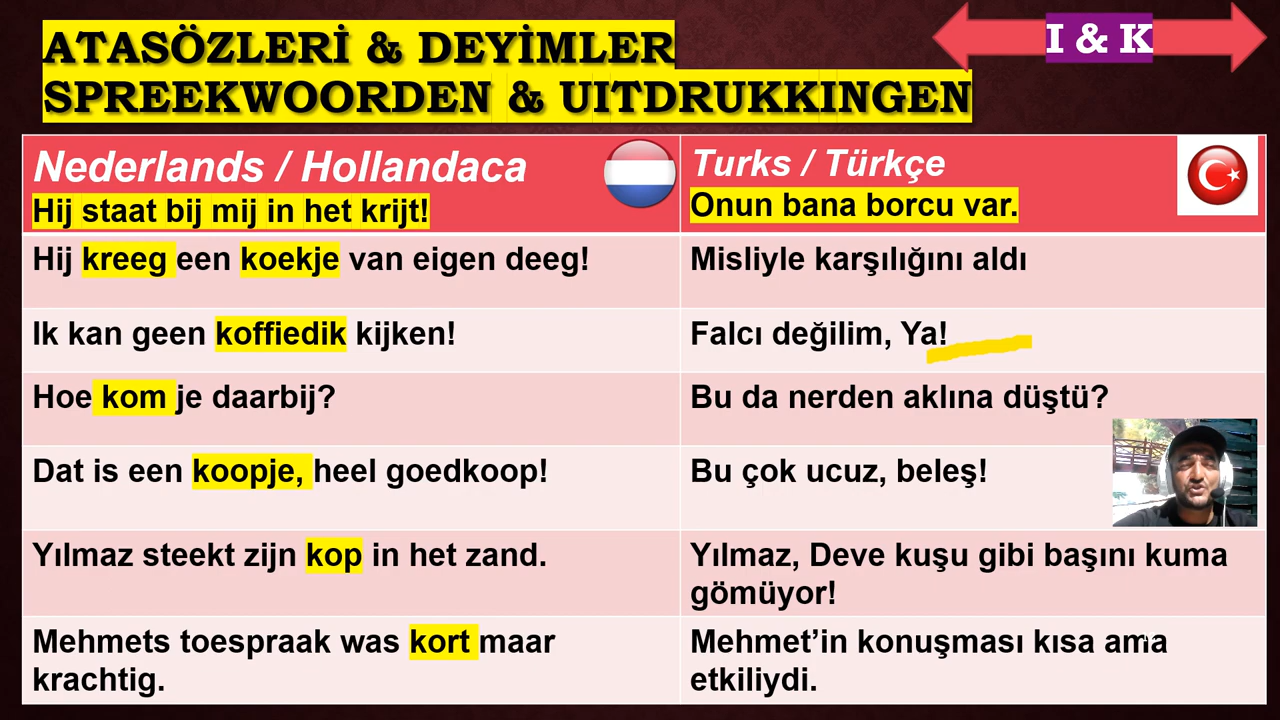 ATASÖZLERİ & DEYİMLER
SPREEKWOORDEN & UITDRUKKINGEN
I & K
Nederlands / Hollandaca
Hij staat bij mij in het krijt!
Turks / Türkçe
Onun bana borcu var.
Hij kreeg een koekje van eigen deeg!
Misliyle karşılığını aldı
Ik kan geen koffiedik kijken!
Falcı değilim, Ya!
Hoe kom je daarbij?
Bu da nerden aklına düştü?
Dat is een koopje, heel goedkoop!
Bu çok ucuz, beleş!
Yılmaz steekt zijn kop in het zand.
Yılmaz, Deve kuşu gibi başını kuma
gömüyor!
Mehmets toespraak was kort maar
krachtig.
Mehmet’in konuşması kısa ama
etkiliydi.